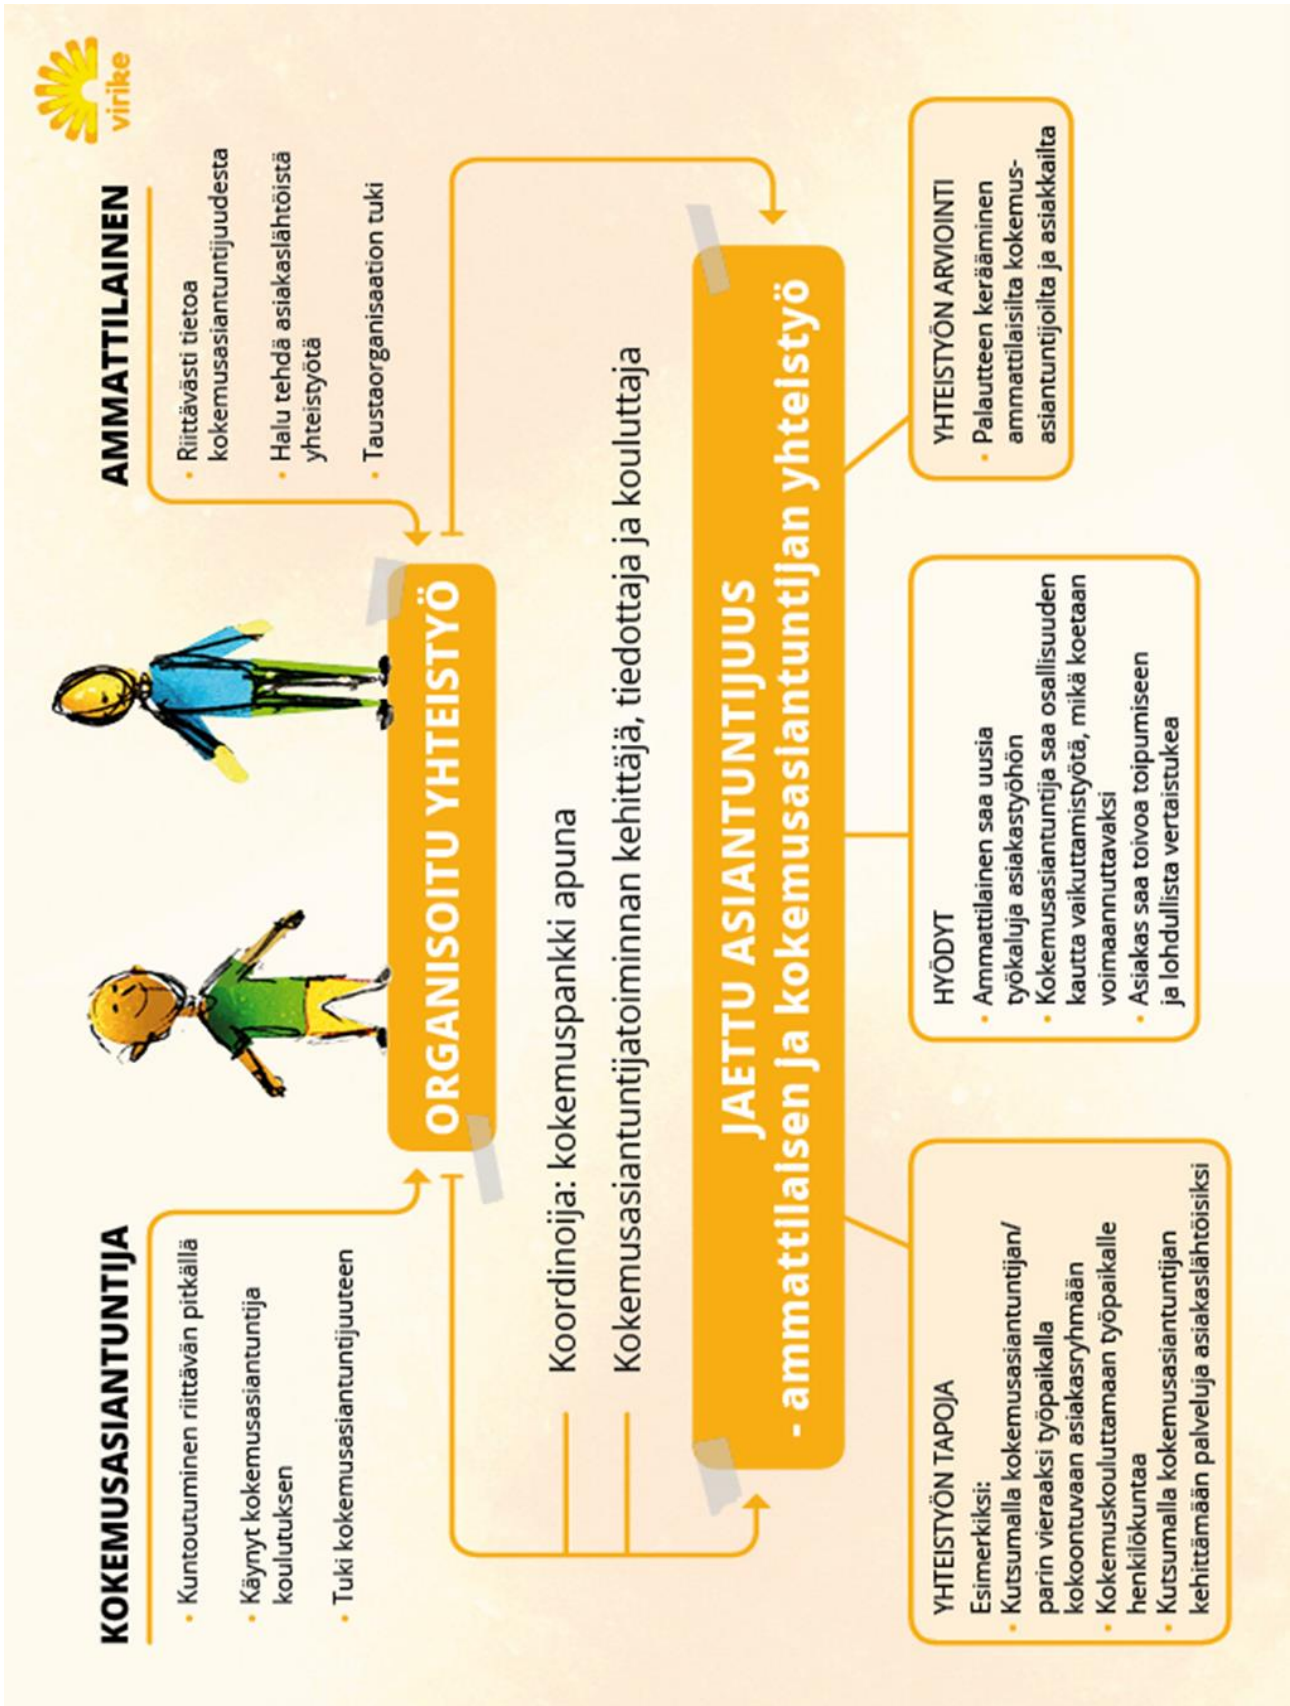 KOKEMUSASIANTUNTIJA
• Kuntoutuminen riittävän pitkällä
• Käynyt kokemusasiantuntija
koulutuksen
• Tuki kokemusasiantuntijuteen
AMMATTILAINEN
• Riittävästi tietoa
kokemusasiantuntijuudesta
• Halu tehdä asiakaslähtöistä
yhteistyötä
• Taustaorganisaation tuki
virike
ORGANISOITU YHTEISTYÖ
Koordinoija: kokemuspankki apuna
Kokemusasiantuntijatoiminnan kehittäjä, tiedottaja ja kouluttaja
JAETTU ASIANTUNTIJUUS
- ammattilaisen ja kokemusasiantuntijan yhteistyö
YHTEISTYÖN TAPOJA
Esimerkiksi:
• Kutsumalla kokemusasiantuntijan/
parin vieraaksi työpaikalla
kokoontuvaan asiakasryhmään
• Kokemuskouluttamaan työpaikalle
henkilökuntaa
• Kutsumalla kokemusasiantuntijan
kehittämään palveluja asiakaslähtöisiksi
HYÖDYT
• Ammattilainen saa uusia
työkaluja asiakastyöhön
• Kokemusasiantuntija saa osallisuuden
kautta vaikuttamistyötä, mikä koetaan
voimaannuttavaksi
• Asiakas saa toivoa toipumiseen
ja lohdullista vertaistukea
YHTEISTYÖN ARVIOINTI
• Palautteen kerääminen
ammattilaisilta kokemus-
asiantuntijoilta ja asiakkailta